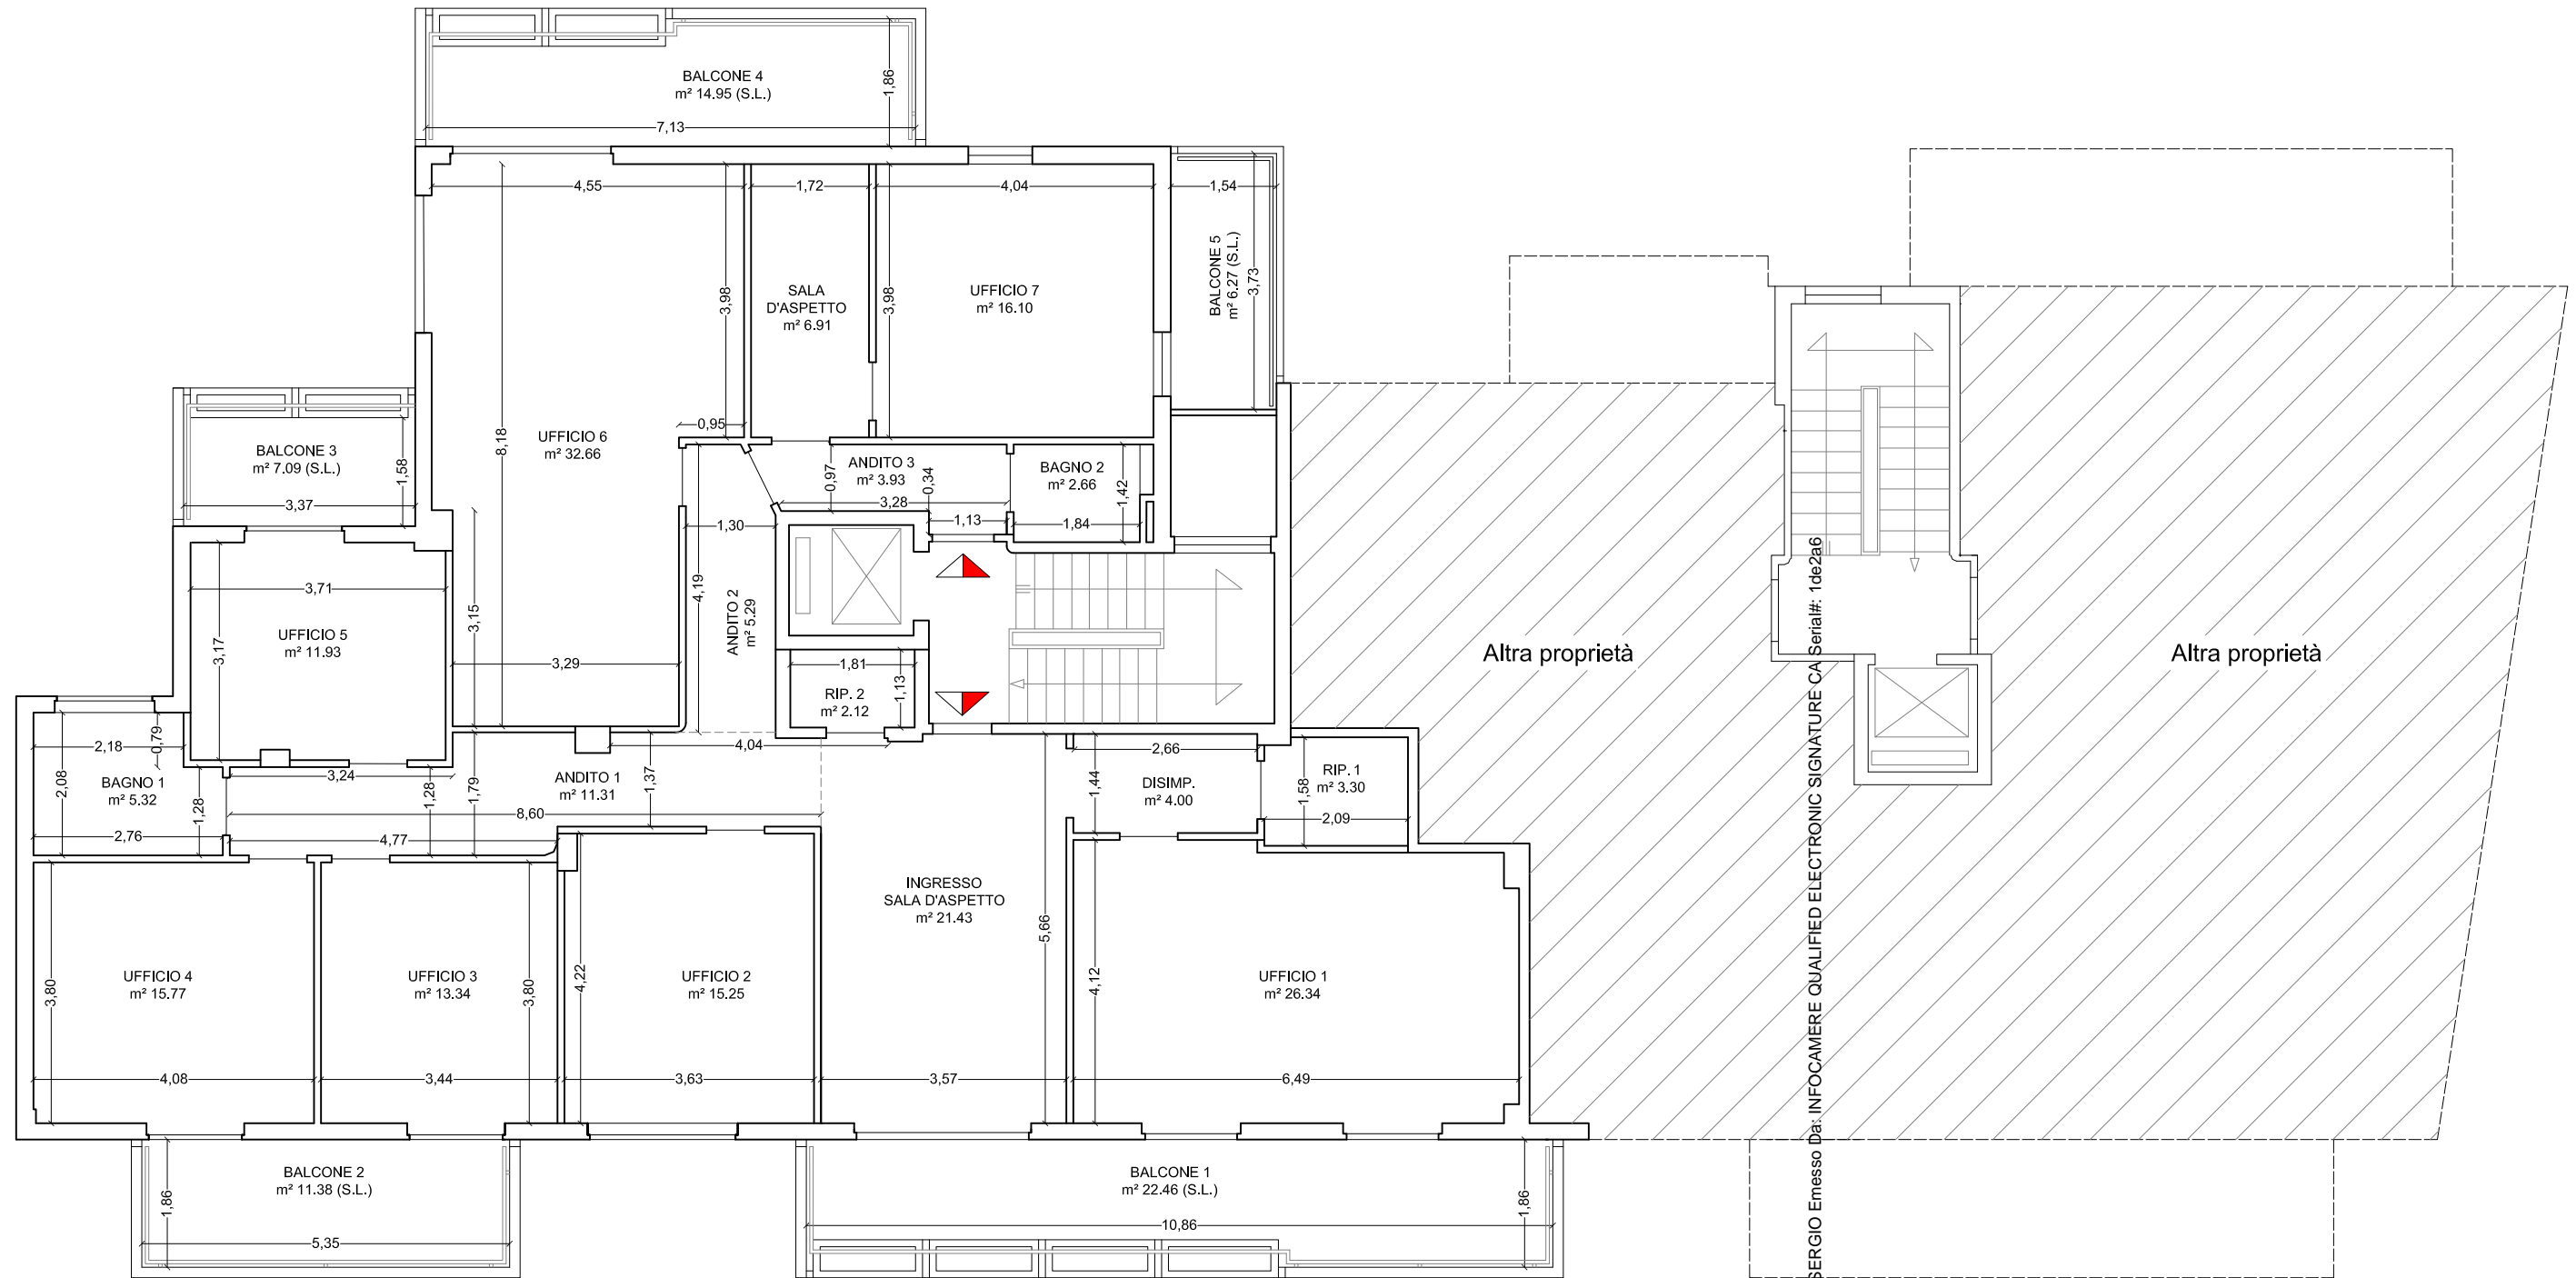 BALCONE 4
m² 14.95 (S.L.)
1,86
7,13
4,55
1,72
4,04
1,54
8,18
3,98
SALA
D'ASPETTO
m² 6.91
3,98
UFFICIO 7
m² 16.10
BALCONE 5
m² 6.27 (S.L.)
3,73
BALCONE 3
m² 7.09 (S.L.)
1,58
3,37
UFFICIO 6
m² 32.66
0,95
ANDITO 3
m² 3.93
0,97
0,34
3,28
1,13
BAGNO 2
m² 2.66
1,42
1,84
1,30
4,19
ANDITO 2
m² 5.29
3,71
3,17
UFFICIO 5
m² 11.93
3,15
3,29
1,81
RIP. 2
m² 2.12
1,13
Altra proprietà
Altra proprietà
2,18
0,79
2,08
BAGNO 1
m² 5.32
1,28
2,76
3,24
1,28
1,79
ANDITO 1
m² 11.31
1,37
4,04
8,60
4,77
2,66
1,44
DISIMP.
m² 4.00
1,58
RIP. 1
m² 3.30
2,09
INGRESSO
SALA D'ASPETTO
m² 21.43
5,66
UFFICIO 4
m² 15.77
3,80
4,08
UFFICIO 3
m² 13.34
3,80
3,44
UFFICIO 2
m² 15.25
4,22
3,63
3,57
UFFICIO 1
m² 26.34
4,12
6,49
BALCONE 2
m² 11.38 (S.L.)
1,86
5,35
BALCONE 1
m² 22.46 (S.L.)
1,86
10,86
SERGIO Emesso Da: INFOCAMERE QUALIFIED ELECTRONIC SIGNATURE CA Serial#: 1de2a6